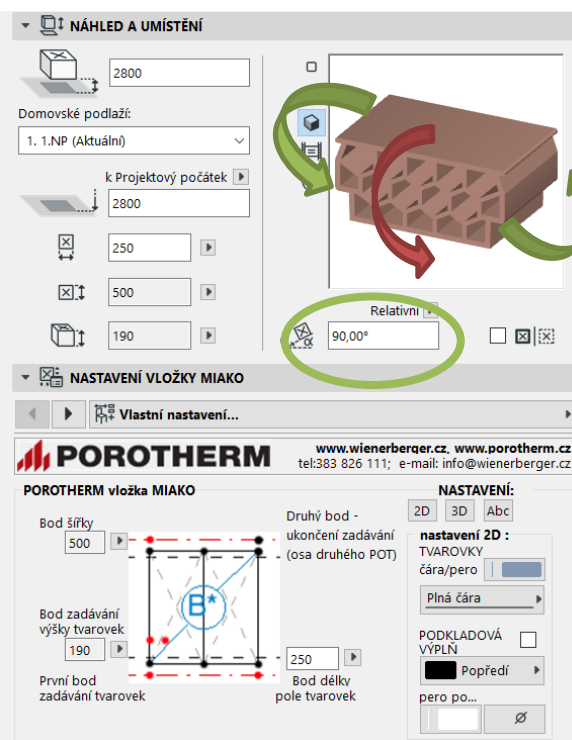 NÁHLED A UMÍSTĚNÍ
2800
Domovské podlaží:
1. 1.NP (Aktuální)
k Projektový počátek
2800
250
500
190
Relativní
α
90,00°
NASTAVENÍ VLOŽKY MIAKO
Vlastní nastavení...
POROTHERM
www.wienerberger.cz, www.porotherm.cz
tel:383 826 111; e-mail: info@wienerberger.cz
POROTHERM vložka MIAKO
NASTAVENÍ:
2D 3D Abc
Bod šířky
500
Druhý bod -
ukončení zadávání
(osa druhého POT)
nastavení 2D :
TVAROVKY
čára/pero
Plná čára
B*
Bod zadávání
výšky tvarovek
190
PODKLADOVÁ
VÝPLŇ
Popředí
První bod
zadávání tvarovek
250
Bod délky
pole tvarovek
pero po...